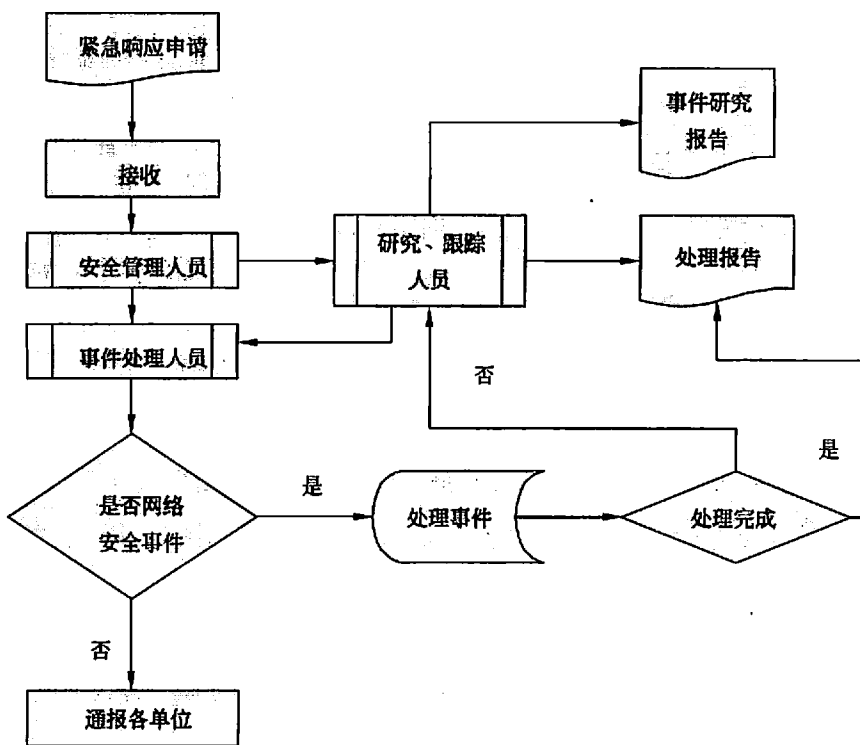 紧急响应申请
事件研究
报告
接收
研究、跟踪
人员
安全管理人员
处理报告
事件处理人员
否
是
是
是否网络
安全事件
处理事件
处理完成
否
通报各单位